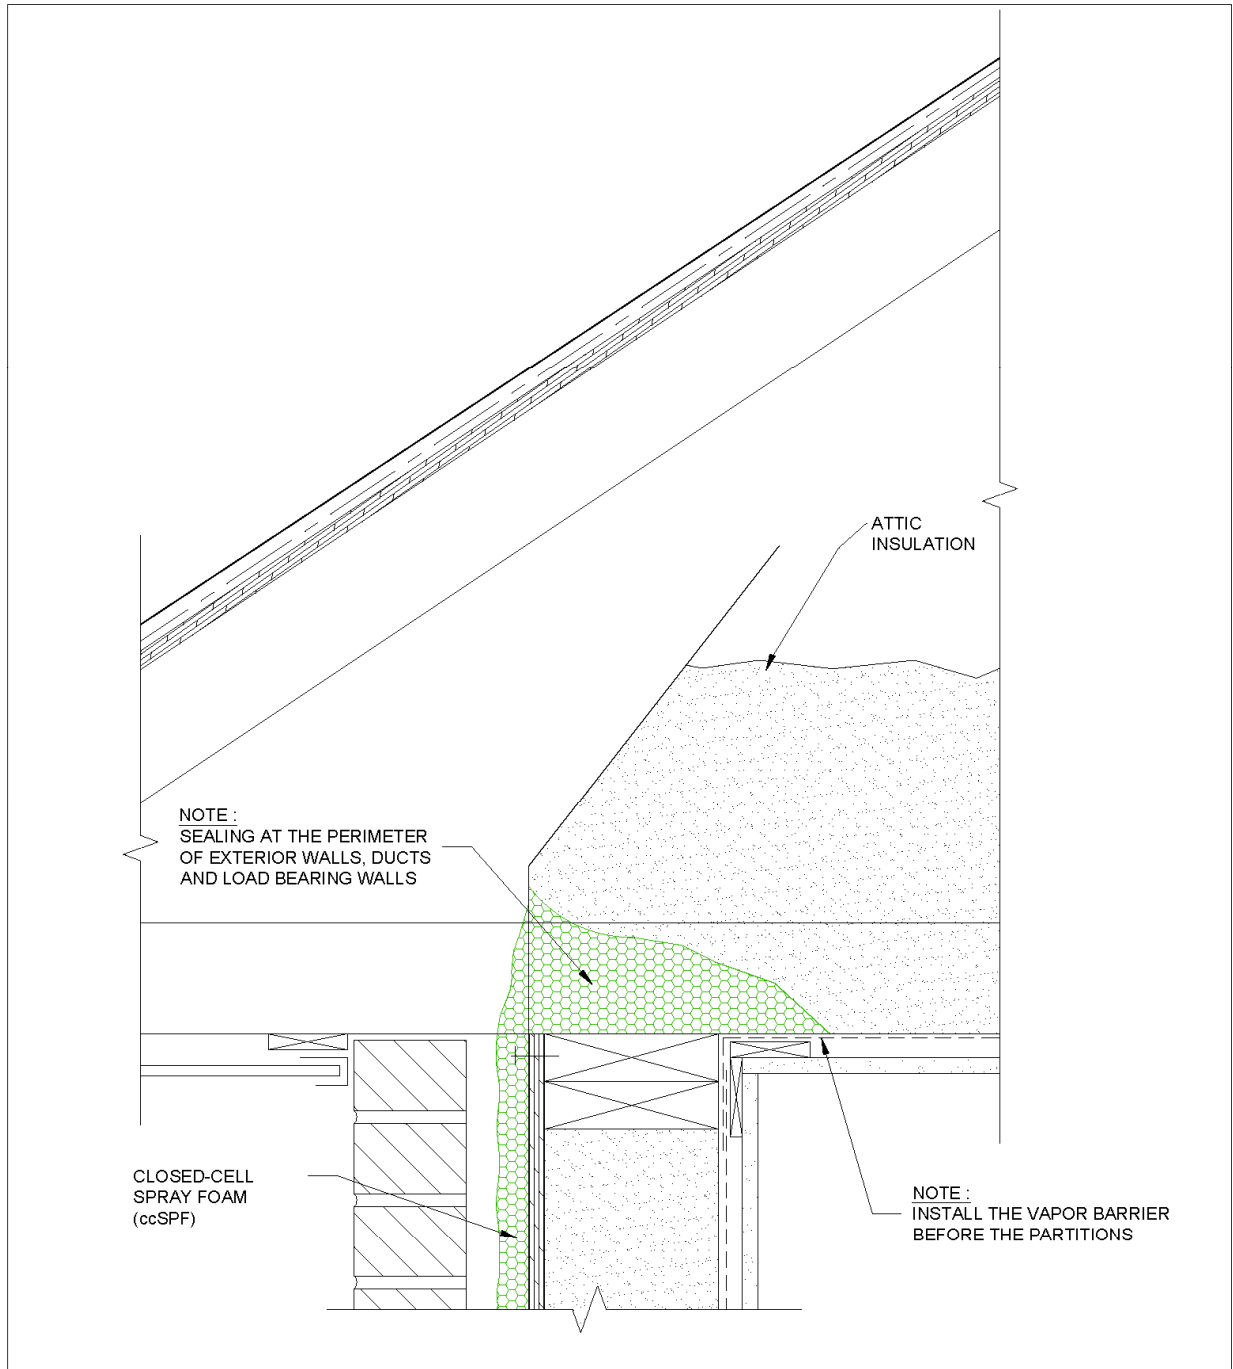 ATTIC
INSULATION
NOTE :
SEALING AT THE PERIMETER
OF EXTERIOR WALLS, DUCTS
AND LOAD BEARING WALLS
CLOSED-CELL
SPRAY FOAM
(ccSPF)
NOTE :
INSTALL THE VAPOR BARRIER
BEFORE THE PARTITIONS